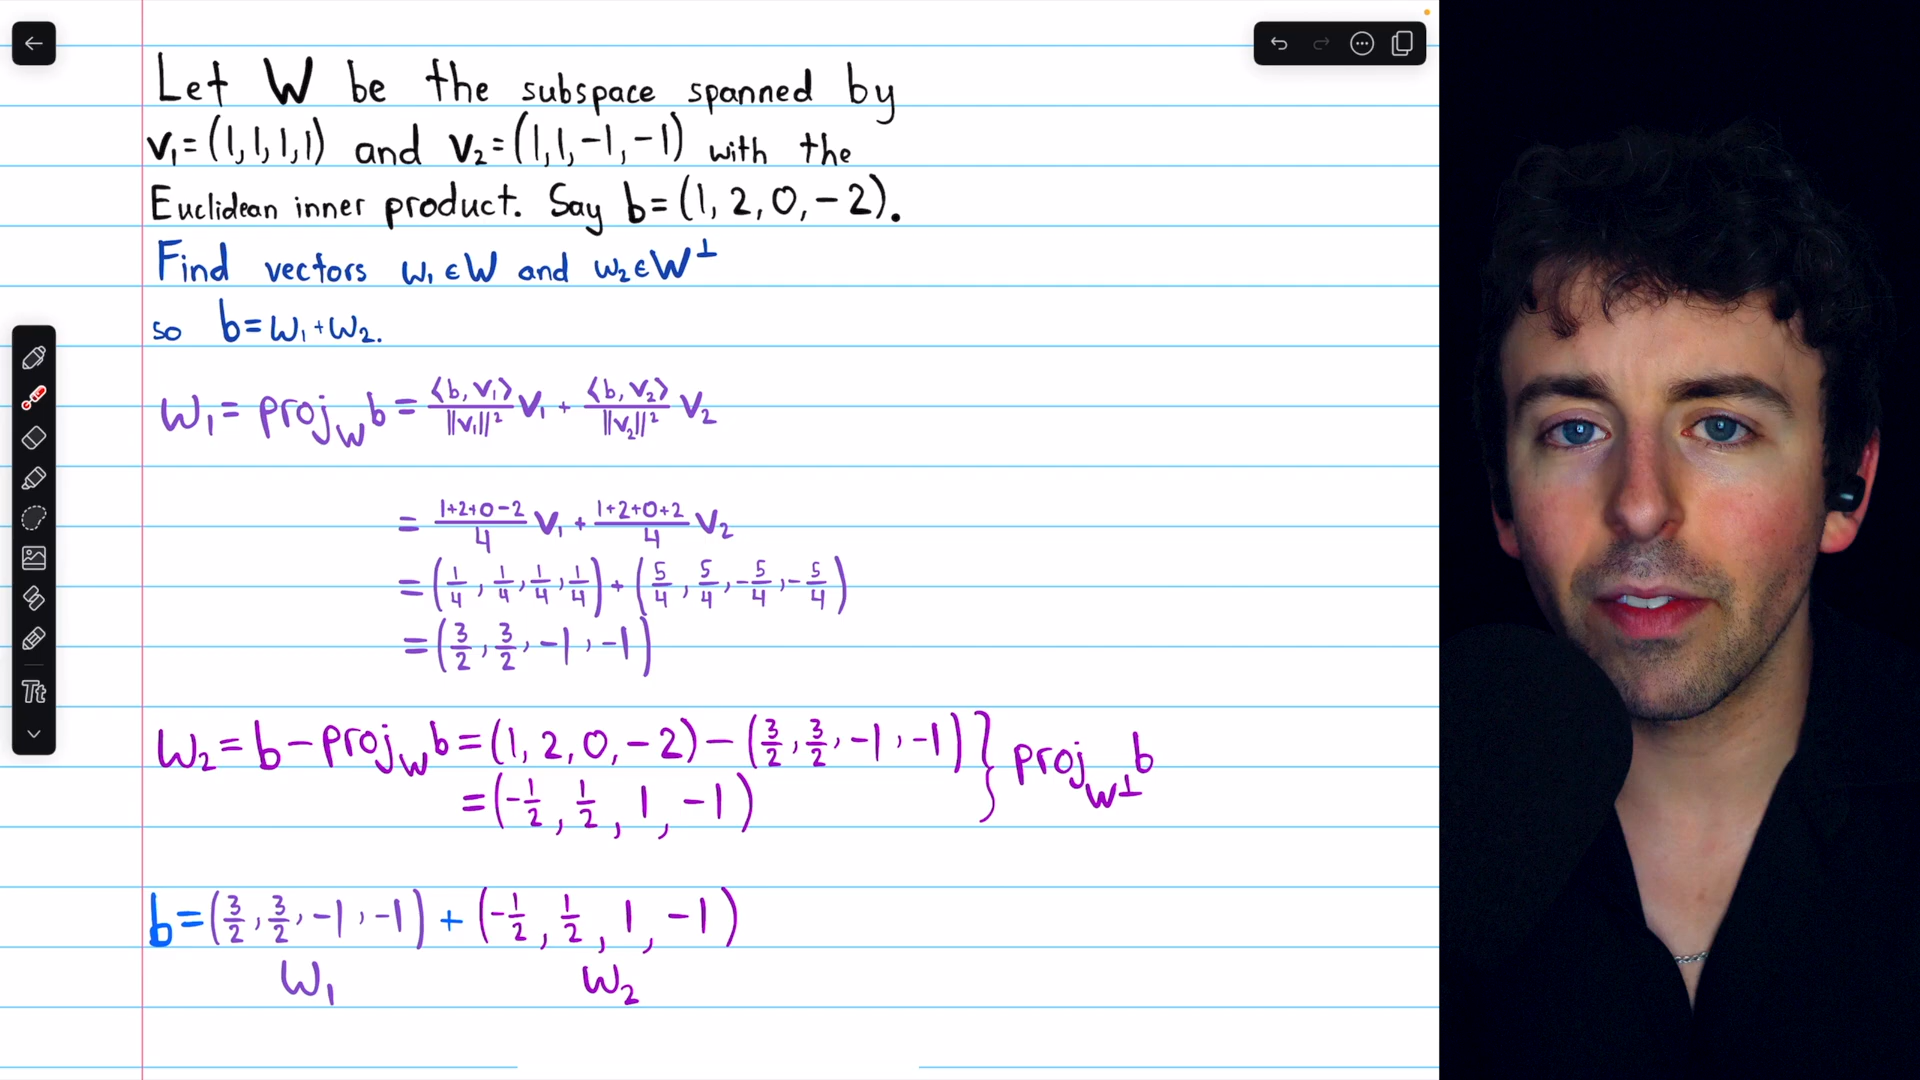 Let W be the subspace spanned by
v₁=(1,1,1,1) and v₂=(1,1,-1,-1) with the
Euclidean inner product. Say b=(1, 2, 0, -2).
Find vectors w₁∈W and w₂∈W⊥
so b=w₁+w₂.
w₁= proj_W b = ⟨b, v₁⟩/||v₁||² v₁ + ⟨b, v₂⟩/||v₂||² v₂
= (1+2+0-2)/4 v₁ + (1+2+0+2)/4 v₂
= (1/4, 1/4, 1/4, 1/4) + (5/4, 5/4, -5/4, -5/4)
= (3/2, 3/2, -1, -1)
w₂ = b - proj_W b = (1, 2, 0, -2) - (3/2, 3/2, -1, -1) } proj_W⊥ b
= (-1/2, 1/2, 1, -1)
b = (3/2, 3/2, -1, -1) + (-1/2, 1/2, 1, -1)
w₁ w₂
Tt